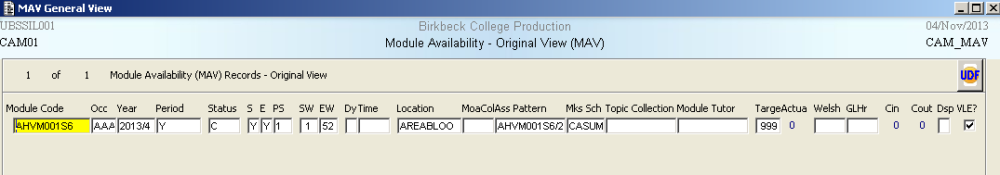 MAV General View
UBSSIL001 Birkbeck College Production 04/Nov/2013
CAM01 Module Availability - Original View (MAV) CAM_MAV
1 of 1 Module Availability (MAV) Records - Original View UDF
Module Code Occ Year Period Status S E PS SW EW Dy Time Location MoaCol Ass Pattern Mks Sch Topic Collection Module Tutor Targe Actua Welsh GLHr Cin Cout Dsp VLE?
AHVM001S6 AAA 2013/4 Y C Y Y 1 1 52 AREABLOO AHVM001S6/2 CASUM 999 0 0 0